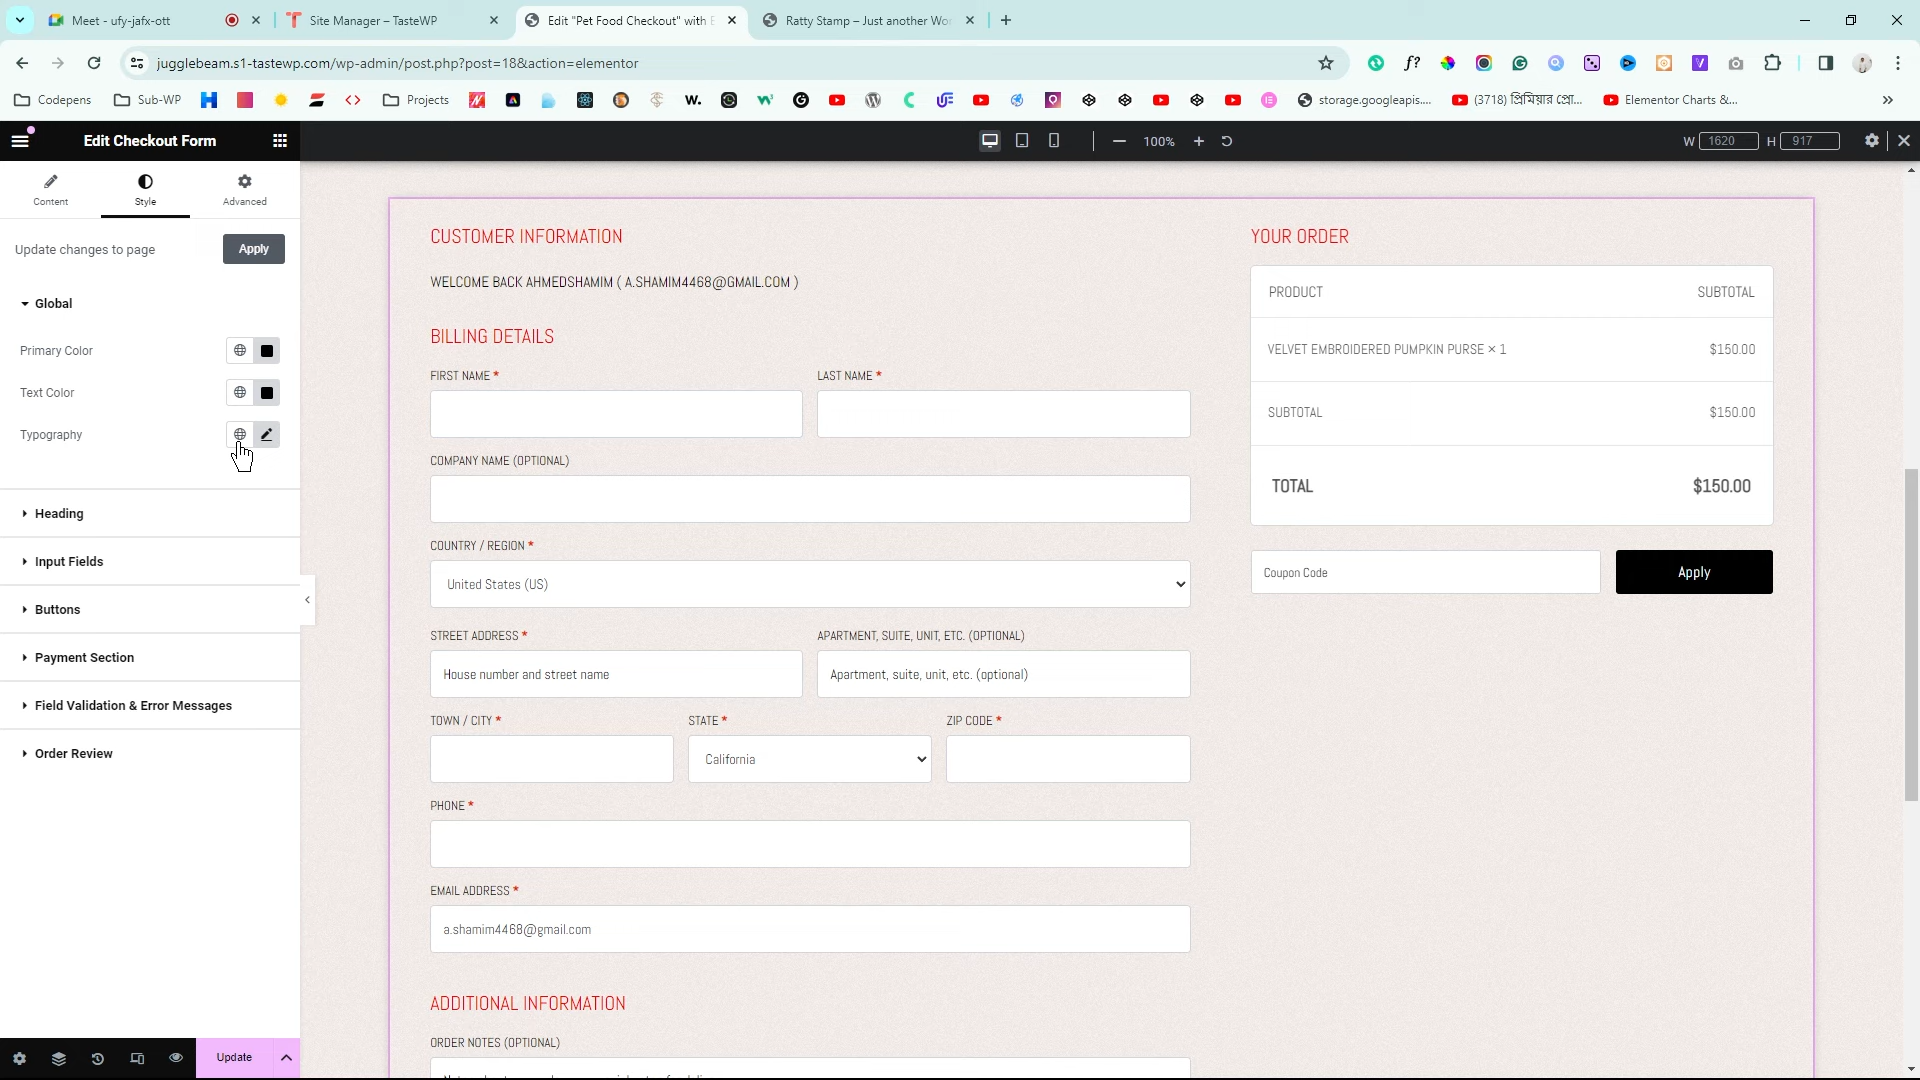 Meet - ufy-jafx-ott
Site Manager – TasteWP
Edit "Pet Food Checkout" with E
Ratty Stamp – Just another Wo
jugglebeam.s1-tastewp.com/wp-admin/post.php?post=18&action=elementor
f?
Codepens
Sub-WP
Projects
storage.googleapis....
(3718) প্রিমিয়ার প্রো...
Elementor Charts &...
Edit Checkout Form
100%
W 1620 H 917
Content
Style
Advanced
Update changes to page
Apply
Global
Primary Color
Text Color
Typography
Heading
Input Fields
Buttons
Payment Section
Field Validation & Error Messages
Order Review
Update
CUSTOMER INFORMATION
WELCOME BACK AHMEDSHAMIM ( A.SHAMIM4468@GMAIL.COM )
BILLING DETAILS
FIRST NAME *
LAST NAME *
COMPANY NAME (OPTIONAL)
COUNTRY / REGION *
United States (US)
STREET ADDRESS *
APARTMENT, SUITE, UNIT, ETC. (OPTIONAL)
House number and street name
Apartment, suite, unit, etc. (optional)
TOWN / CITY *
STATE *
ZIP CODE *
California
PHONE *
EMAIL ADDRESS *
a.shamim4468@gmail.com
ADDITIONAL INFORMATION
ORDER NOTES (OPTIONAL)
YOUR ORDER
PRODUCT SUBTOTAL
VELVET EMBROIDERED PUMPKIN PURSE × 1 $150.00
SUBTOTAL $150.00
TOTAL $150.00
Coupon Code
Apply